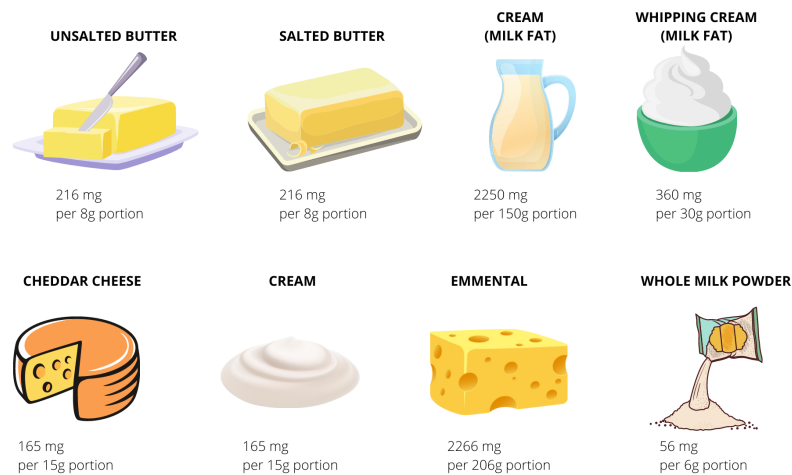 UNSALTED BUTTER
216 mg
per 8g portion
SALTED BUTTER
216 mg
per 8g portion
CREAM
(MILK FAT)
2250 mg
per 150g portion
WHIPPING CREAM
(MILK FAT)
360 mg
per 30g portion
CHEDDAR CHEESE
165 mg
per 15g portion
CREAM
165 mg
per 15g portion
EMMENTAL
2266 mg
per 206g portion
WHOLE MILK POWDER
56 mg
per 6g portion